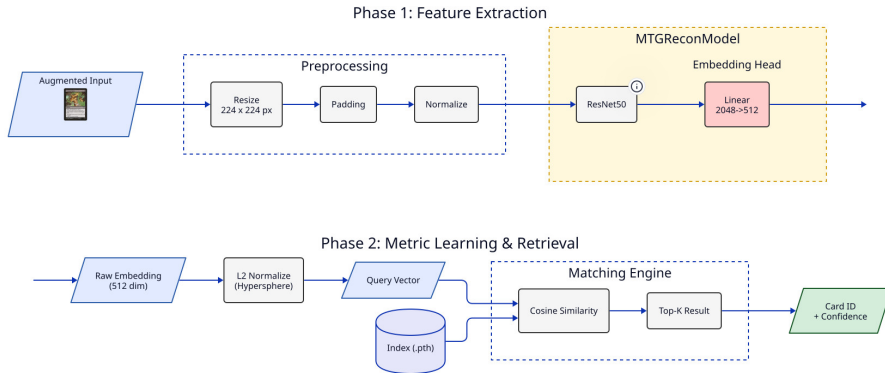 Phase 1: Feature Extraction
MTGReconModel
Preprocessing
Embedding Head
Augmented Input
Resize
224 x 224 px
Padding
Normalize
ResNet50
Linear
2048->512
Phase 2: Metric Learning & Retrieval
Matching Engine
Raw Embedding
(512 dim)
L2 Normalize
(Hypersphere)
Query Vector
Index (.pth)
Cosine Similarity
Top-K Result
Card ID
+ Confidence